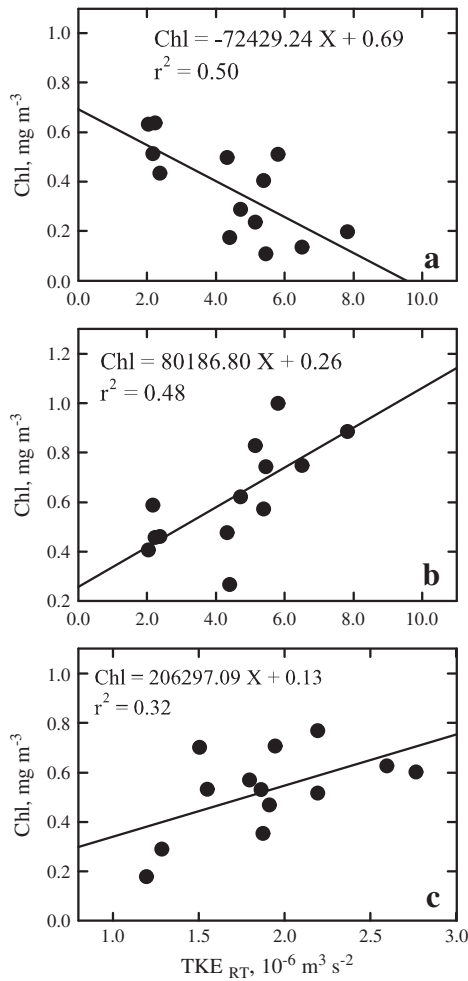 Chl = -72429.24 X + 0.69
r² = 0.50
1.0
0.8
0.6
0.4
0.2
0.0
Chl, mg m⁻³
a
0.0 2.0 4.0 6.0 8.0 10.0
Chl = 80186.80 X + 0.26
r² = 0.48
1.2
1.0
0.8
0.6
0.4
0.2
Chl, mg m⁻³
b
0.0 2.0 4.0 6.0 8.0 10.0
Chl = 206297.09 X + 0.13
r² = 0.32
1.0
0.8
0.6
0.4
0.2
0.0
Chl, mg m⁻³
c
1.0 1.5 2.0 2.5 3.0
TKE RT, 10⁻⁶ m³ s⁻²